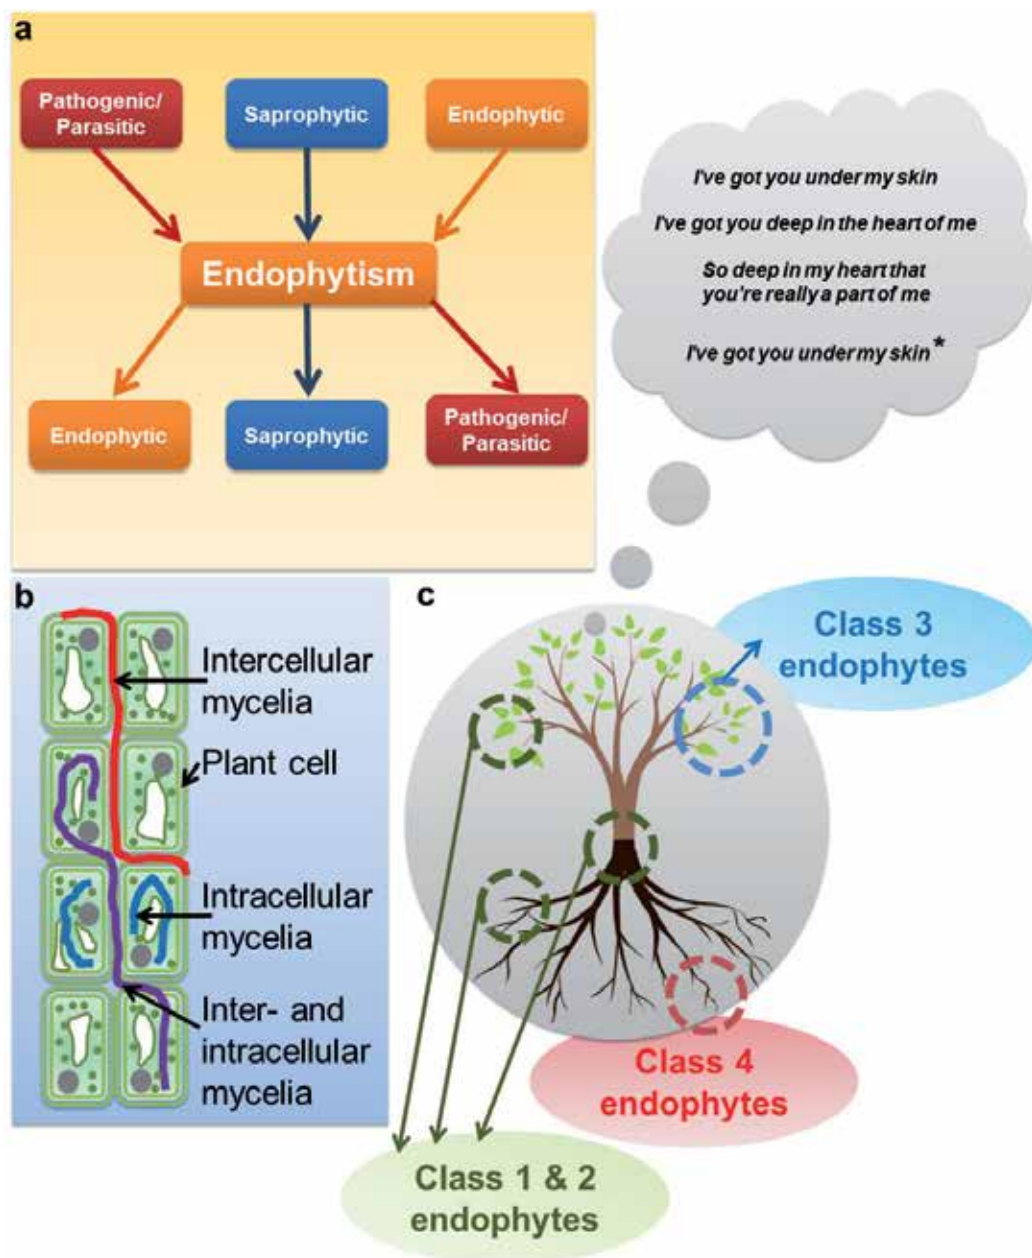 a
Pathogenic/
Parasitic
Saprophytic
Endophytic
Endophytism
Endophytic
Saprophytic
Pathogenic/
Parasitic
I've got you under my skin
I've got you deep in the heart of me
So deep in my heart that
you're really a part of me
I've got you under my skin*
b
Intercellular
mycelia
Plant cell
Intracellular
mycelia
Inter- and
intracellular
mycelia
c
Class 3
endophytes
Class 4
endophytes
Class 1 & 2
endophytes